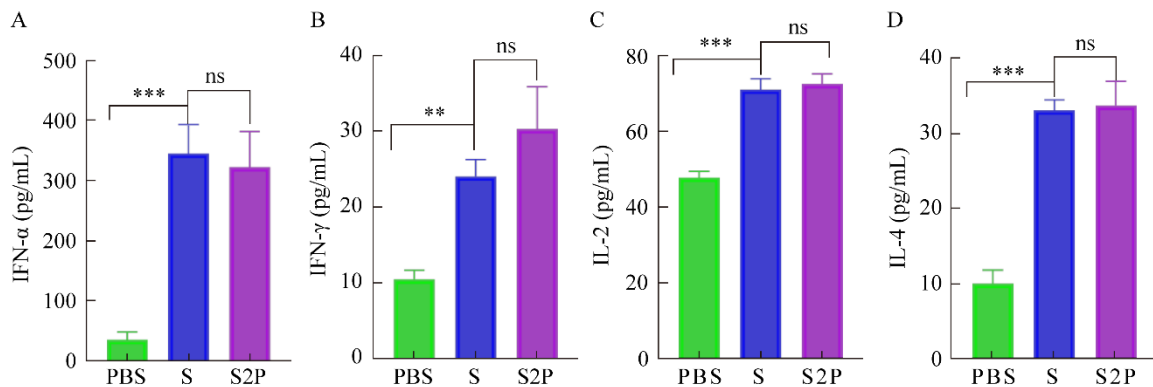 A
IFN-α (pg/mL)
500
400
300
200
100
0
***
ns
PBS S S2P
B
IFN-γ (pg/mL)
40
30
20
10
0
**
ns
PBS S S2P
C
IL-2 (pg/mL)
80
60
40
20
0
***
ns
PBS S S2P
D
IL-4 (pg/mL)
40
30
20
10
0
***
ns
PBS S S2P